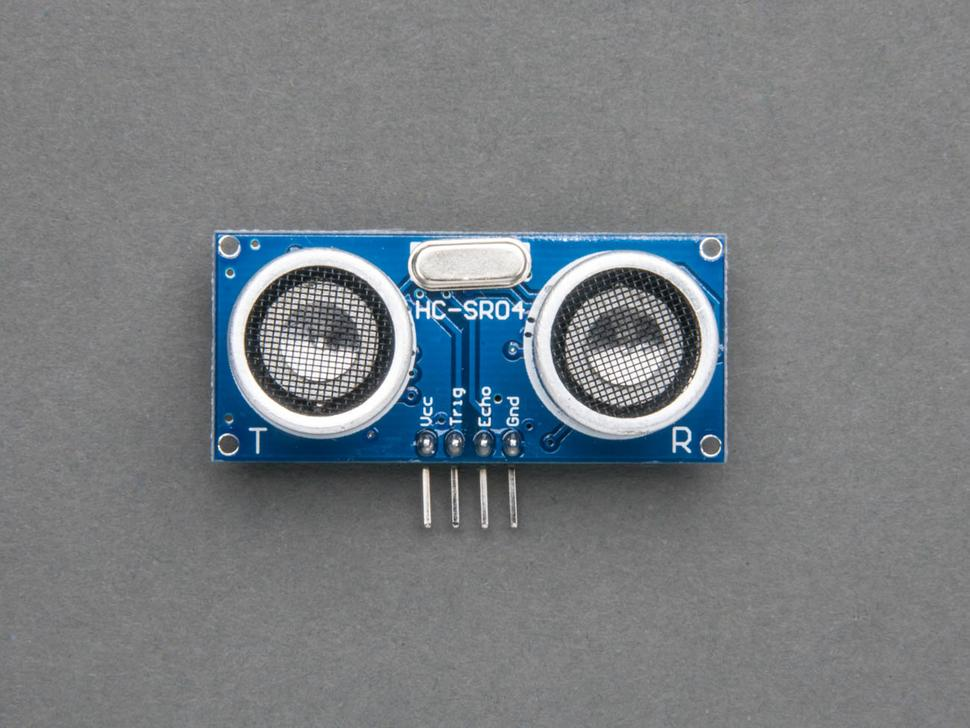 HC-SR04
Vcc
Trig
Echo
Gnd
T
R